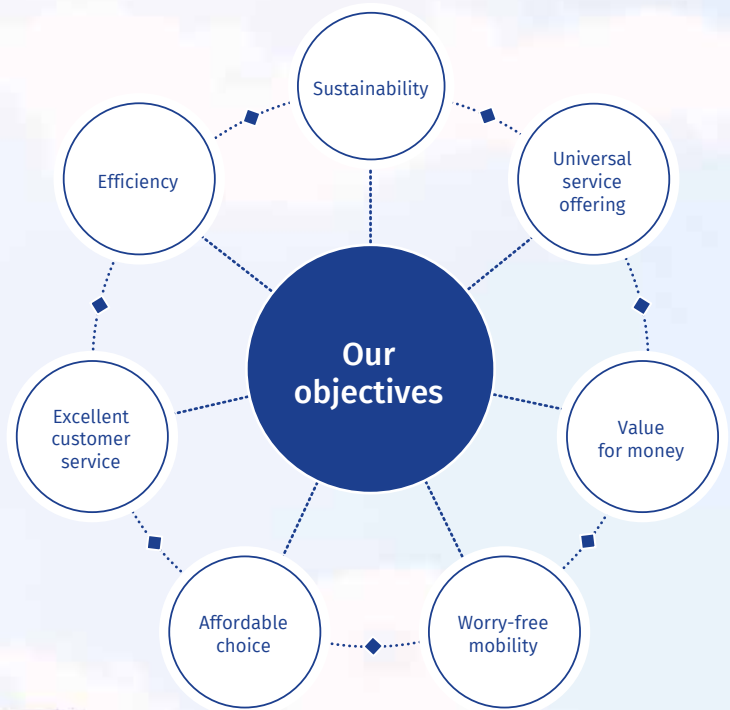 Sustainability
Universal
service
offering
Value
for money
Worry-free
mobility
Affordable
choice
Excellent
customer
service
Efficiency
Our
objectives